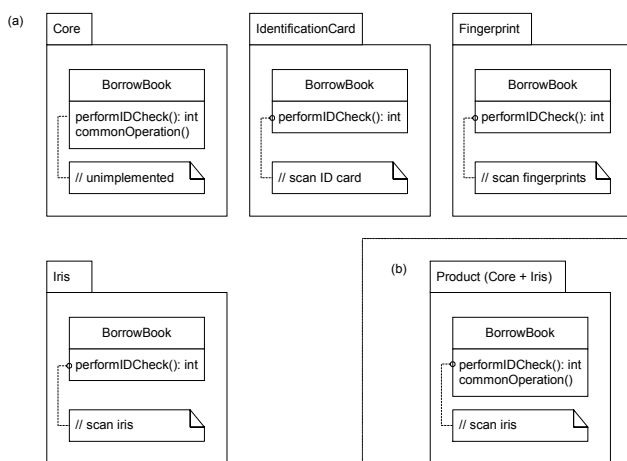 (a)
Core
BorrowBook
performIDCheck(): int
commonOperation()
// unimplemented
IdentificationCard
BorrowBook
performIDCheck(): int
// scan ID card
Fingerprint
BorrowBook
performIDCheck(): int
// scan fingerprints
Iris
BorrowBook
performIDCheck(): int
// scan iris
(b)
Product (Core + Iris)
BorrowBook
performIDCheck(): int
commonOperation()
// scan iris